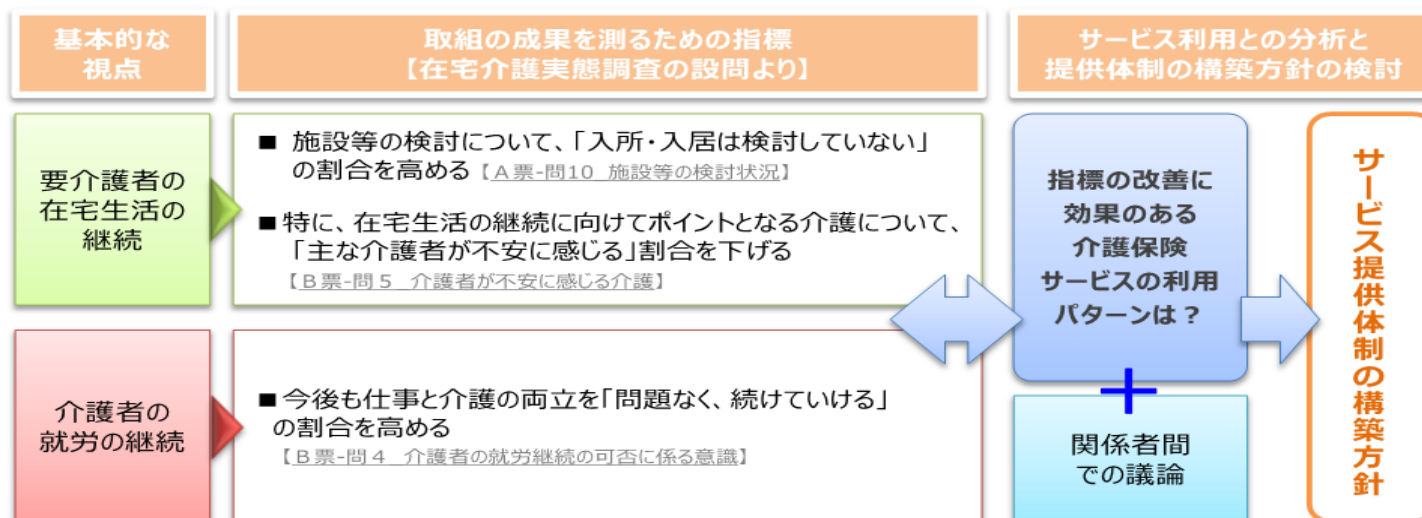 基本的な
視点
取組の成果を測るための指標
【在宅介護実態調査の設問より】
サービス利用との分析と
提供体制の構築方針の検討
要介護者の
在宅生活の
継続
■ 施設等の検討について、「入所・入居は検討していない」
の割合を高める【A票-問10 施設等の検討状況】
■特に、在宅生活の継続に向けてポイントとなる介護について、
「主な介護者が不安に感じる」割合を下げる
【B票-問5 介護者が不安に感じる介護】
介護者の
就労の継続
■今後も仕事と介護の両立を「問題なく、続けていける」
の割合を高める
【B票-問4 介護者の就労継続の可否に係る意識】
指標の改善に
効果のある
介護保険
サービスの利用
パターンは？
+
関係者間
での議論
サービス提供体制の構築方針